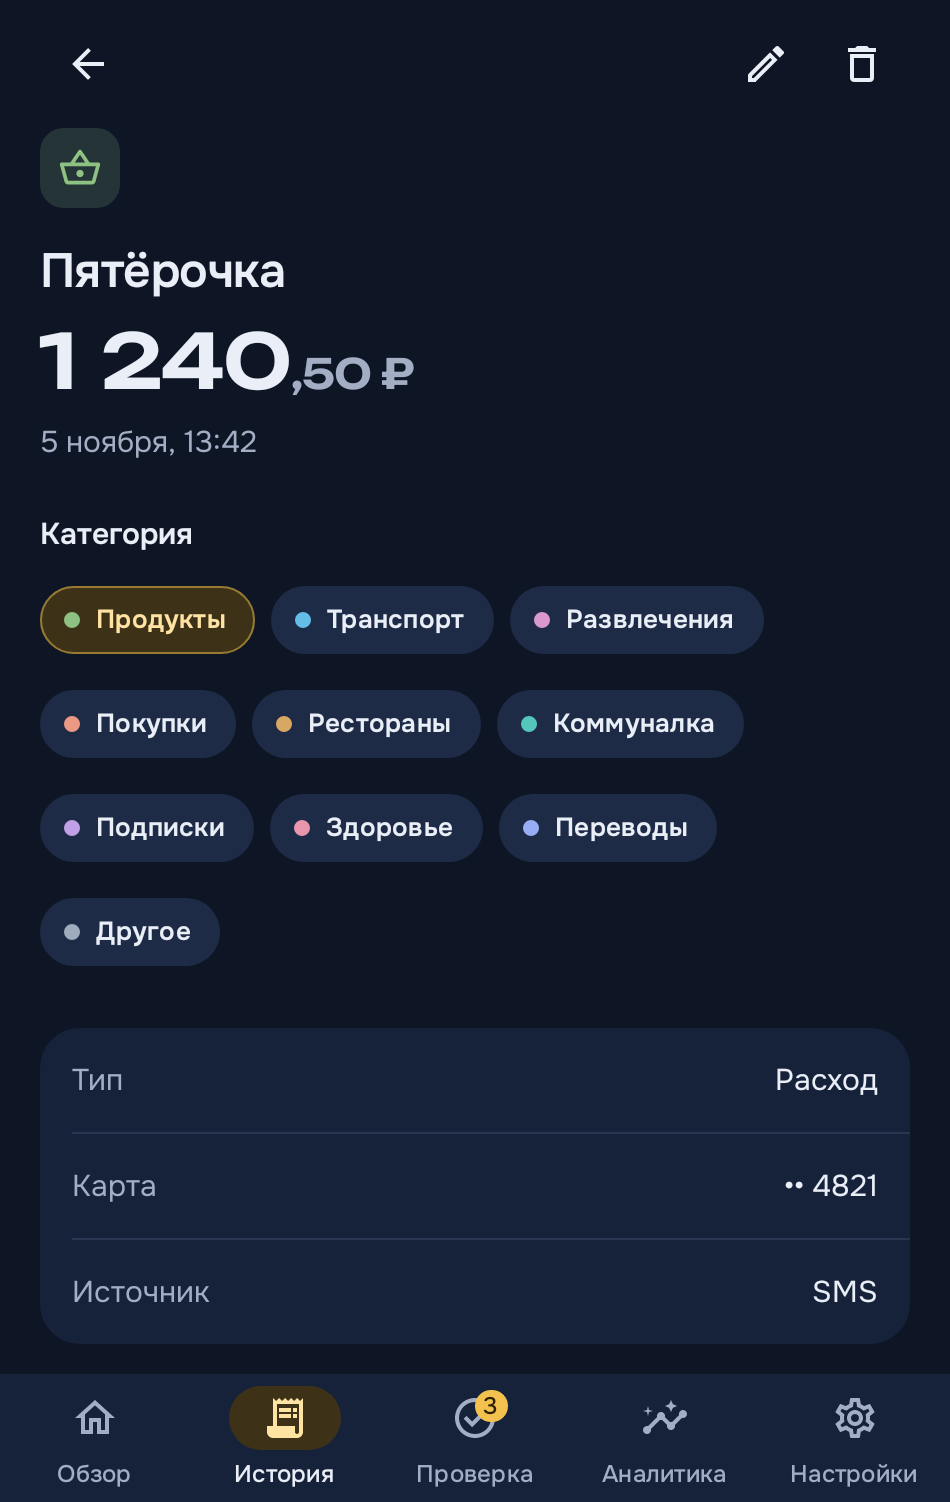 Пятёрочка
1 240,50 ₽
5 ноября, 13:42
Категория
Продукты Транспорт Развлечения
Покупки Рестораны Коммуналка
Подписки Здоровье Переводы
Другое
Тип Расход
Карта •• 4821
Источник SMS
3
Обзор История Проверка Аналитика Настройки